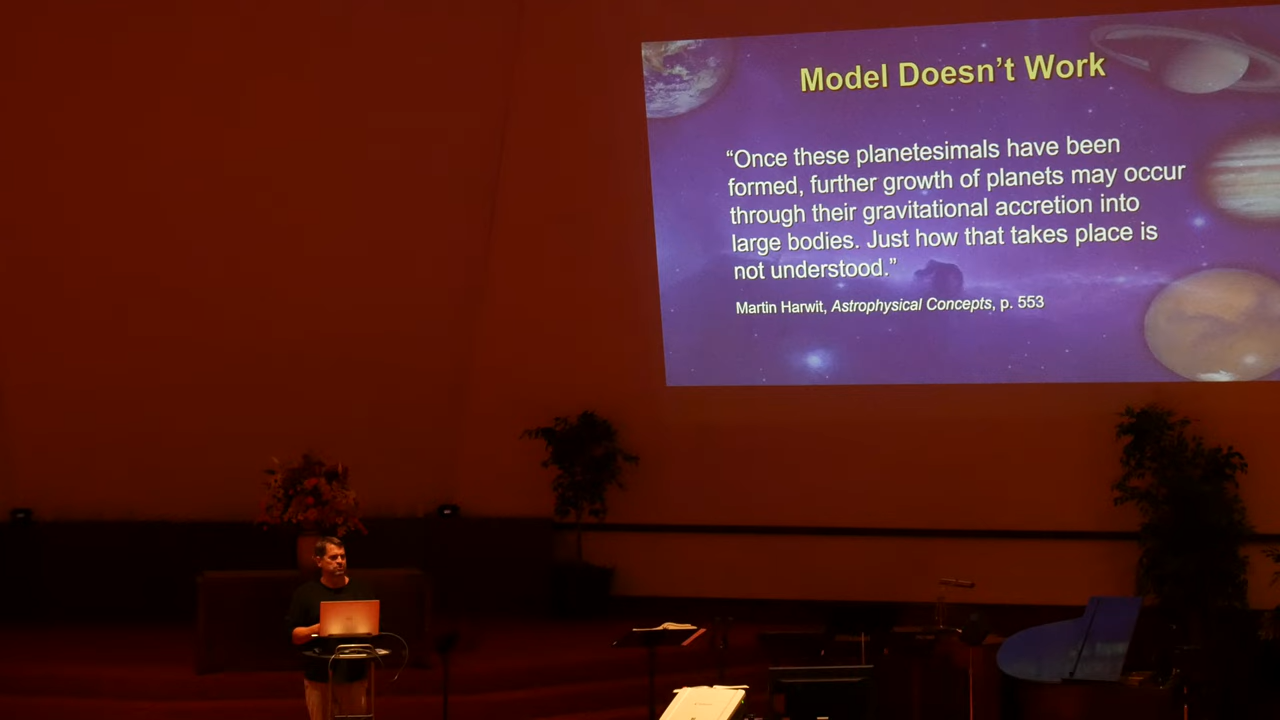 Model Doesn’t Work
“Once these planetesimals have been
formed, further growth of planets may occur
through their gravitational accretion into
large bodies. Just how that takes place is
not understood.”
Martin Harwit, Astrophysical Concepts, p. 553